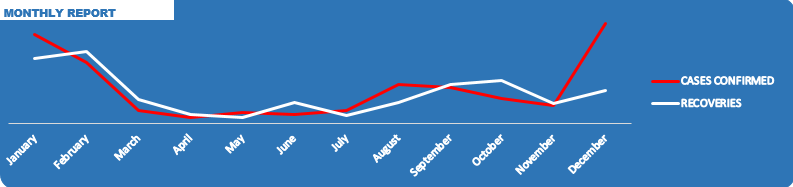 MONTHLY REPORT
CASES CONFIRMED
RECOVERIES
January
February
March
April
May
June
July
August
September
October
November
December